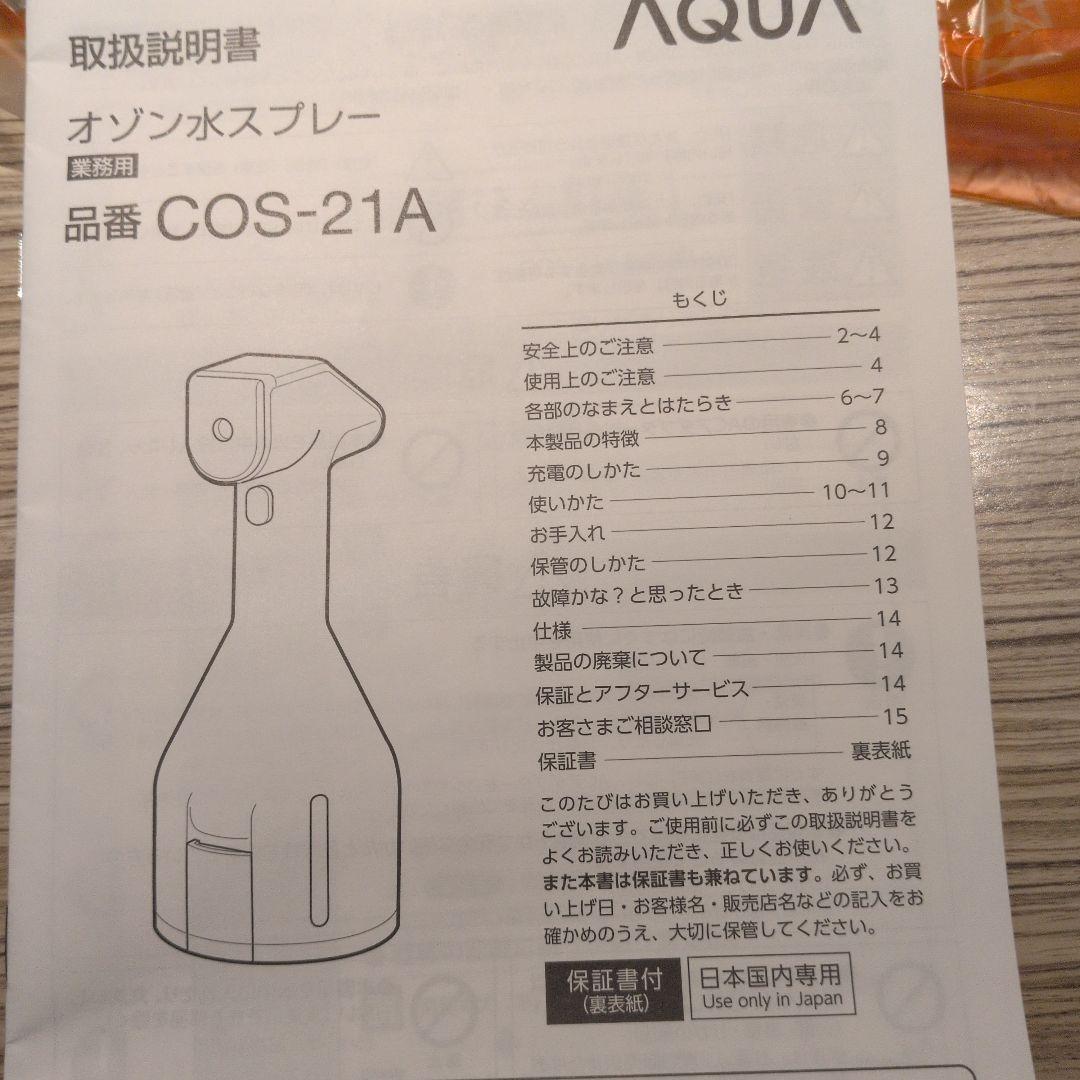 取扱説明書
AQUA
オゾン水スプレー
業務用
品番 COS-21A
もくじ
安全上のご注意 2〜4
使用上のご注意 4
各部のなまえとはたらき 6〜7
本製品の特徴 8
充電のしかた 9
使いかた 10〜11
お手入れ 12
保管のしかた 12
故障かな？と思ったとき 13
仕様 14
製品の廃棄について 14
保証とアフターサービス 14
お客さまご相談窓口 15
保証書 裏表紙
このたびはお買い上げいただき、ありがとう
ございます。ご使用前に必ずこの取扱説明書を
よくお読みいただき、正しくお使いください。
また本書は保証書も兼ねています。必ず、お買
い上げ日・お客様名・販売店名などの記入をお
確かめのうえ、大切に保管してください。
保証書付
（裏表紙）
日本国内専用
Use only in Japan